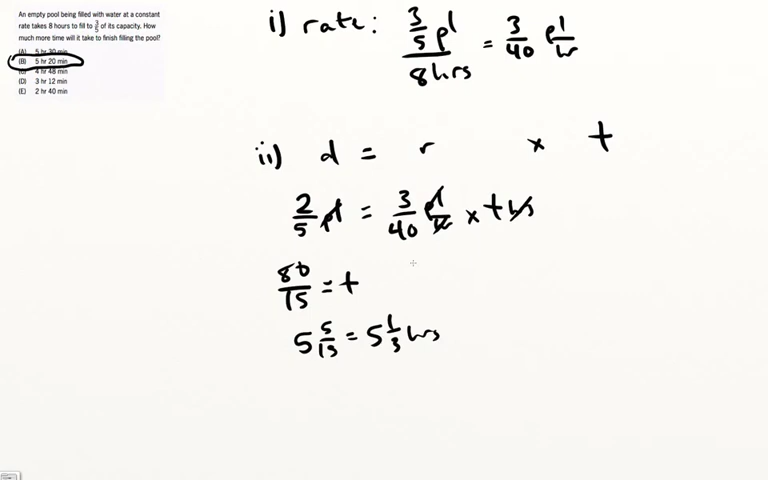 An empty pool being filled with water at a constant
rate takes 8 hours to fill to 3/5 of its capacity. How
much more time will it take to finish filling the pool?
(A) 5 hr 30 min
(B) 5 hr 20 min
(C) 4 hr 48 min
(D) 3 hr 12 min
(E) 2 hr 40 min
i) rate: 3/5 pl / 8 hrs = 3/40 pl/hr
ii) d = r × t
2/5 pl = 3/40 pl/hr × t hrs
80/15 = t
5 5/15 = 5 1/3 hrs